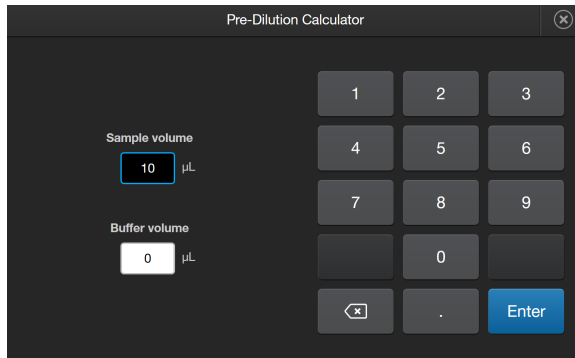 Pre-Dilution Calculator
Sample volume
10 µL
Buffer volume
0 µL
1 2 3
4 5 6
7 8 9
0
. Enter